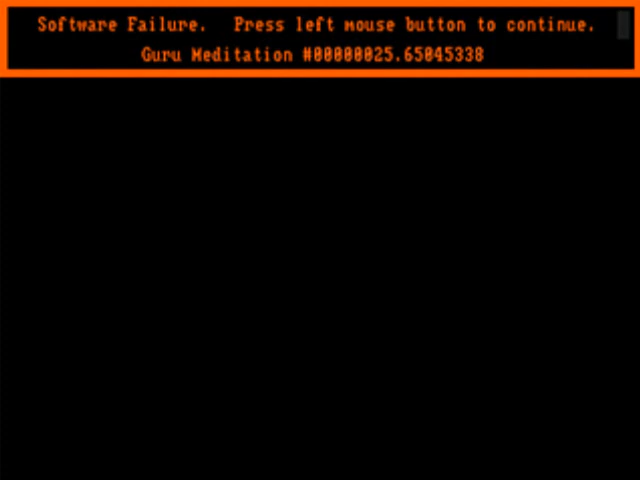 Software Failure. Press left mouse button to continue.
Guru Meditation #00000025.65045338